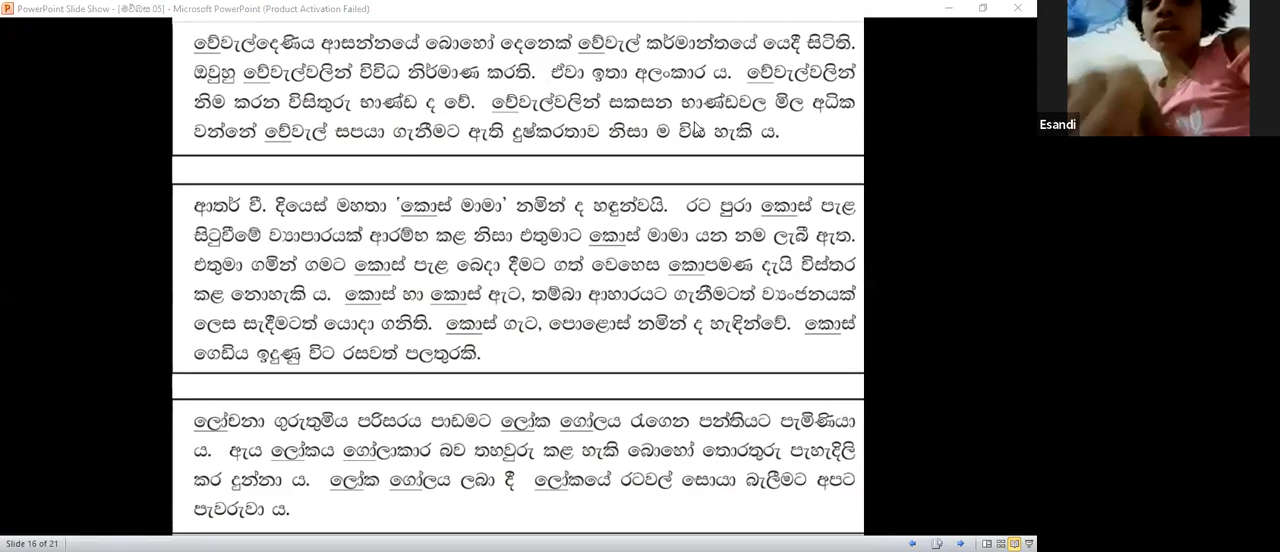 PowerPoint Slide Show - [මව්බස 05] - Microsoft PowerPoint (Product Activation Failed)
වේවැල්දෙණිය ආසන්නයේ බොහෝ දෙනෙක් වේවැල් කර්මාන්තයේ යෙදී සිටිති.
ඔවුහු වේවැල්වලින් විවිධ නිර්මාණ කරති. ඒවා ඉතා අලංකාර ය. වේවැල්වලින්
නිම කරන විසිතුරු භාණ්ඩ ද වේ. වේවැල්වලින් සකසන භාණ්ඩවල මිල අධික
වන්නේ වේවැල් සපයා ගැනීමට ඇති දුෂ්කරතාව නිසා ම විය හැකි ය.
Esandi
ආතර් වී. දියෙස් මහතා 'කොස් මාමා' නමින් ද හඳුන්වයි. රට පුරා කොස් පැළ
සිටුවීමේ ව්‍යාපාරයක් ආරම්භ කළ නිසා එතුමාට කොස් මාමා යන නම ලැබී ඇත.
එතුමා ගමින් ගමට කොස් පැළ බෙදා දීමට ගත් වෙහෙස කොපමණ දැයි විස්තර
කළ නොහැකි ය. කොස් හා කොස් ඇට, තම්බා ආහාරයට ගැනීමටත් ව්‍යංජනයක්
ලෙස සැදීමටත් යොදා ගනිති. කොස් ගැට, පොළොස් නමින් ද හැඳින්වේ. කොස්
ගෙඩිය ඉදුණු විට රසවත් පලතුරකි.
ලෝචනා ගුරුතුමිය පරිසරය පාඩමට ලෝක ගෝලය රැගෙන පන්තියට පැමිණියා
ය. ඇය ලෝකය ගෝලාකාර බව තහවුරු කළ හැකි බොහෝ තොරතුරු පැහැදිලි
කර දුන්නා ය. ලෝක ගෝලය ලබා දී ලෝකයේ රටවල් සොයා බැලීමට අපට
පැවරුවා ය.
Slide 16 of 21